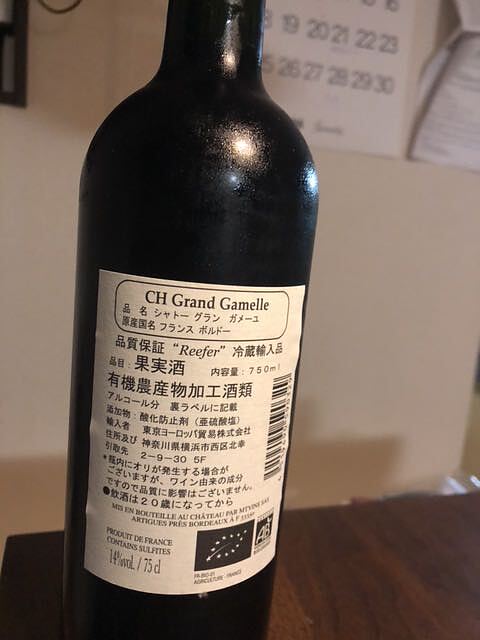 16
18 19 20 21 22 23
25 26 27 28 29 30
CH Grand Gamelle
品 名 シャトー グラン ガメーユ
原産国名 フランス ボルドー
品質保証 “Reefer” 冷蔵輸入品
品目: 果実酒 内容量: 750ml
有機農産物加工酒類
アルコール分 裏ラベルに記載
添加物: 酸化防止剤 (亜硫酸塩)
輸入者 東京ヨーロッパ貿易株式会社
住所及び 神奈川県横浜市西区北幸
引取先 2-9-30 5F
*瓶内にオリが発生する場合が
ございますが、ワイン由来の成分
ですので品質に影響はございません。
●飲酒は20歳になってから
MIS EN BOUTEILLE AU CHÂTEAU PAR MTVINE SAS
ARTIGUES PRÈS BORDEAUX À F 33589
PRODUIT DE FRANCE
CONTAINS SULFITES
14%vol. / 75 cl
FR-BIO-01
AGRICULTURE : FRANCE
AB